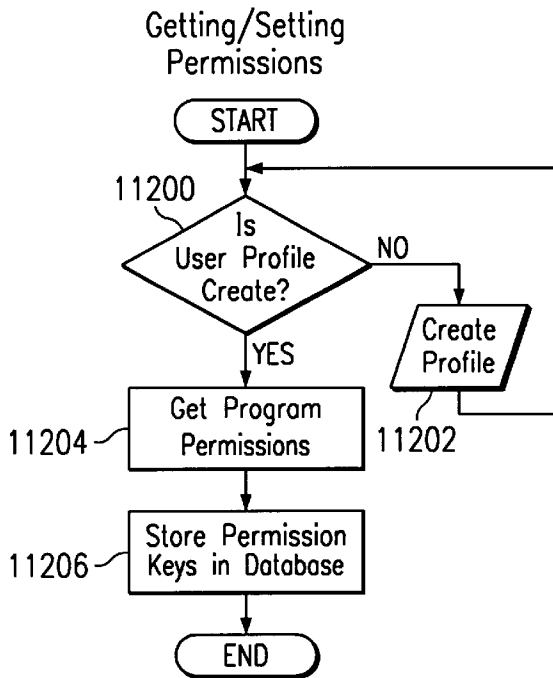 Getting/Setting
Permissions
START
11200
Is
User Profile
Create?
NO
YES
Create
Profile
11202
Get Program
Permissions
11204
Store Permission
Keys in Database
11206
END